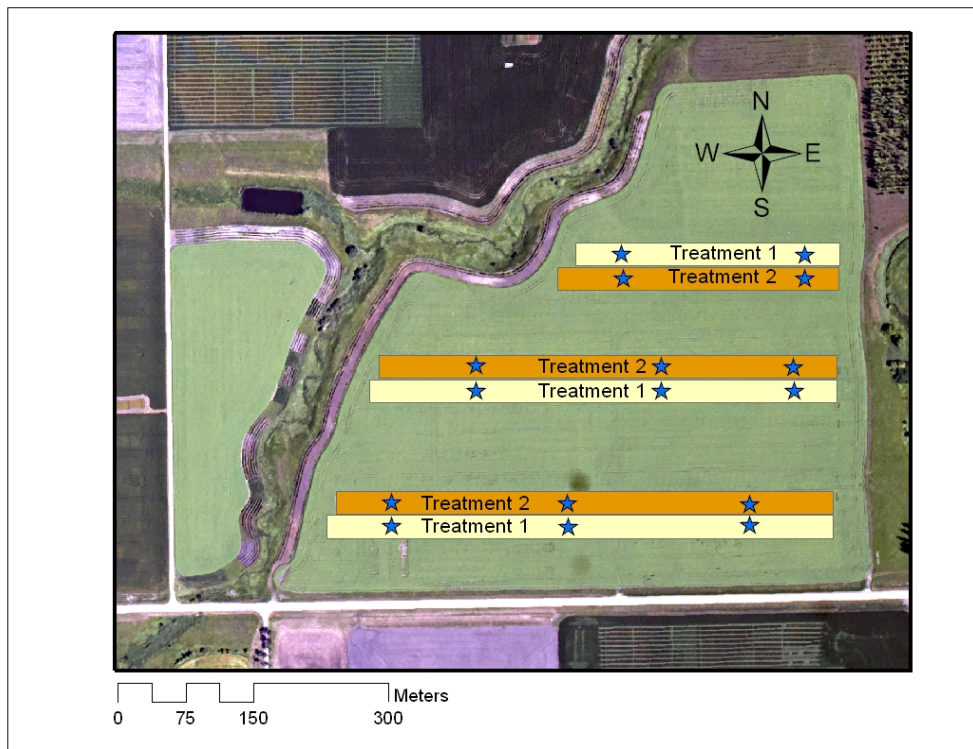 N
W E
S
Treatment 1
Treatment 2
Treatment 2
Treatment 1
Treatment 2
Treatment 1
Meters
0 75 150 300